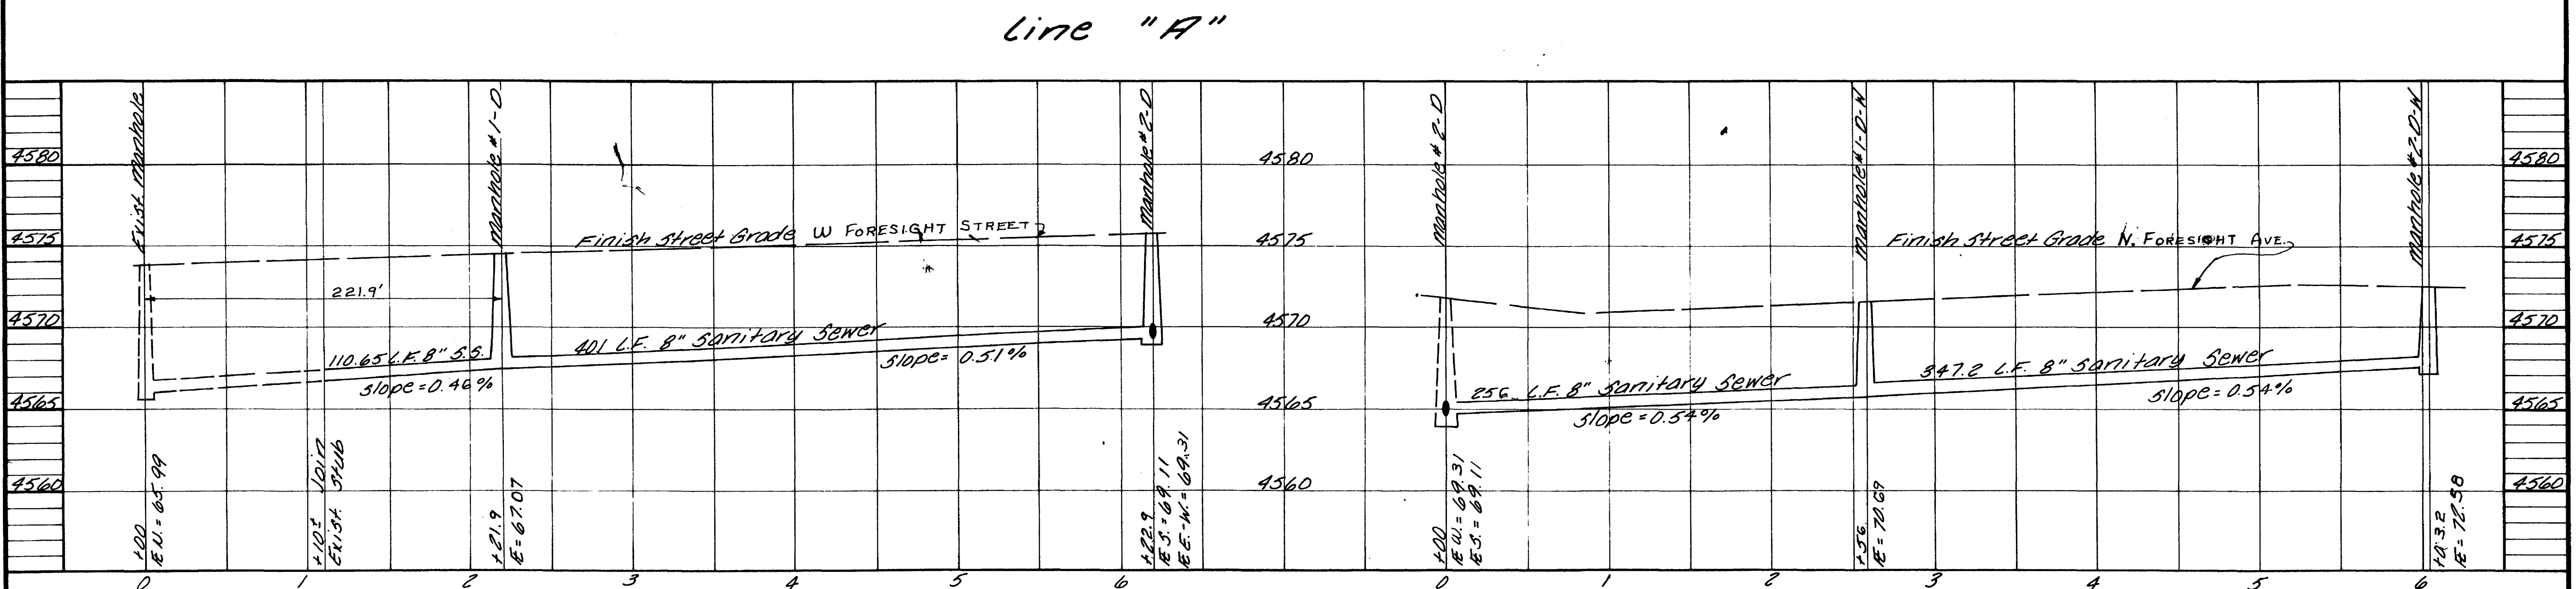 Line "A"
Exist Manhole
Manhole #1-D
Manhole #2-D
Manhole #2-D
Manhole #1-D-W
Manhole #2-D-W
4580
4580
4580
4575
Finish Street Grade W FORESIGHT STREET
4575
Finish Street Grade N. FORESIGHT AVE.
4575
221.9'
4570
4570
4570
110.65 L.F. 8" S.S.
401 L.F. 8" Sanitary Sewer
256 L.F. 8" Sanitary Sewer
347.2 L.F. 8" Sanitary Sewer
Slope=0.46%
Slope= 0.51%
Slope=0.54%
Slope= 0.54%
4565
4565
4565
4560
4560
4560
+00
IE N.= 65.99
+10± Join
Exist. Stub
+21.9
IE= 67.07
+22.9
IE S.= 69.11
IE E.-W.= 69.31
+00
IE W.= 69.31
IE S.= 69.11
+56
IE= 70.69
+03.2
IE= 72.58
0 1 2 3 4 5 6 0 1 2 3 4 5 6